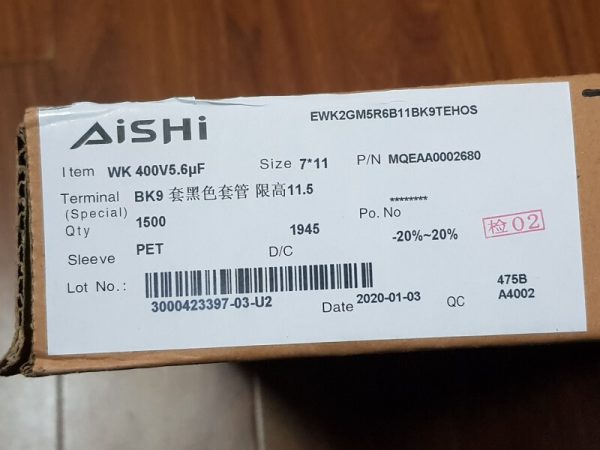 AiSHi
EWK2GM5R6B11BK9TEHOS
Item WK 400V5.6µF Size 7*11 P/N MQEAA0002680
Terminal (Special) BK9 套黑色套管 限高11.5
Po. No ********
Qty 1500 1945 -20%~20% 检02
Sleeve PET D/C
Lot No.: 3000423397-03-U2
Date 2020-01-03 QC 475B
A4002